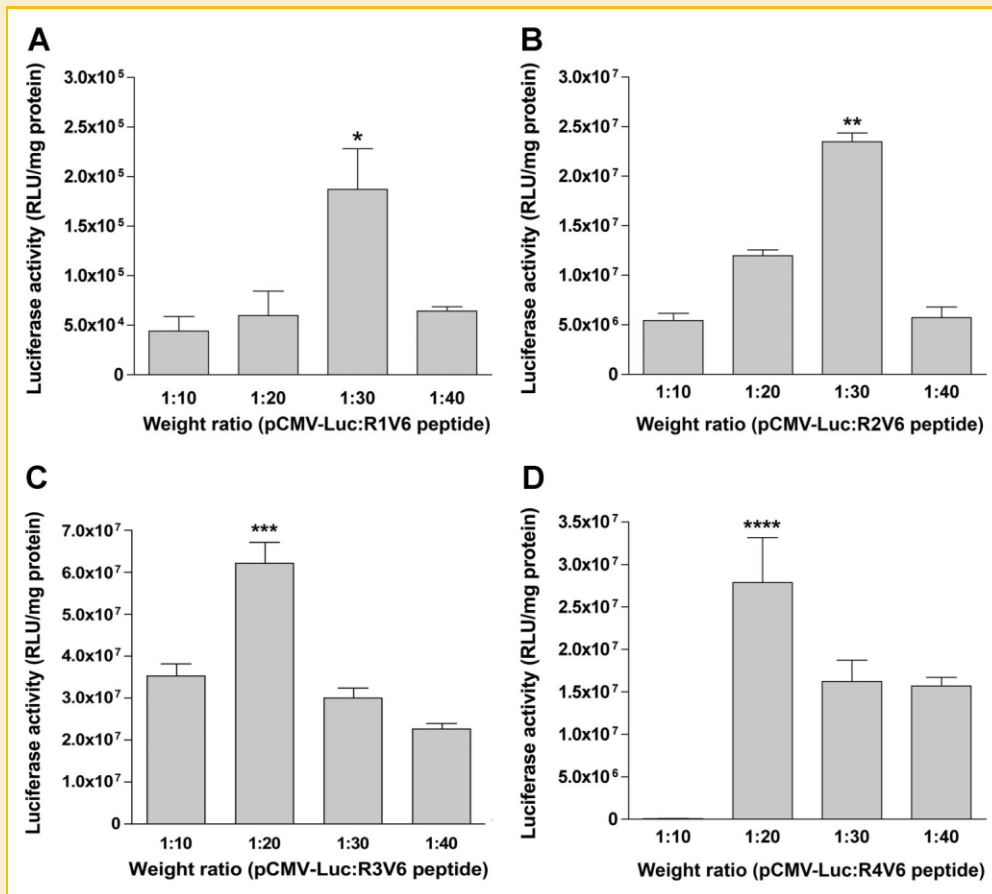 A
Luciferase activity (RLU/mg protein)
3.0x10⁵
2.5x10⁵
2.0x10⁵
1.5x10⁵
1.0x10⁵
5.0x10⁴
0
*
1:10 1:20 1:30 1:40
Weight ratio (pCMV-Luc:R1V6 peptide)
B
Luciferase activity (RLU/mg protein)
3.0x10⁷
2.5x10⁷
2.0x10⁷
1.5x10⁷
1.0x10⁷
5.0x10⁶
0
**
1:10 1:20 1:30 1:40
Weight ratio (pCMV-Luc:R2V6 peptide)
C
Luciferase activity (RLU/mg protein)
7.0x10⁷
6.0x10⁷
5.0x10⁷
4.0x10⁷
3.0x10⁷
2.0x10⁷
1.0x10⁷
0
***
1:10 1:20 1:30 1:40
Weight ratio (pCMV-Luc:R3V6 peptide)
D
Luciferase activity (RLU/mg protein)
3.5x10⁷
3.0x10⁷
2.5x10⁷
2.0x10⁷
1.5x10⁷
1.0x10⁷
5.0x10⁶
0
****
1:10 1:20 1:30 1:40
Weight ratio (pCMV-Luc:R4V6 peptide)